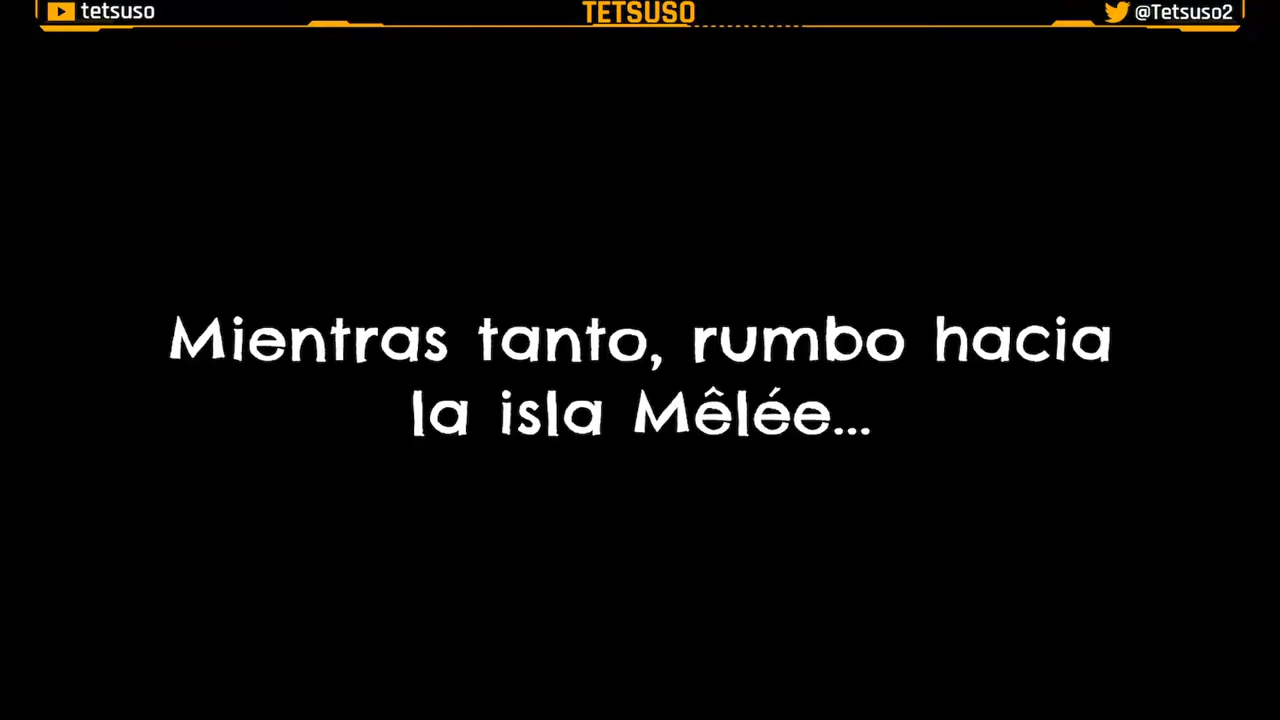 tetsuso
TETSUSO
@Tetsuso2
Mientras tanto, rumbo hacia
la isla Mêlée...